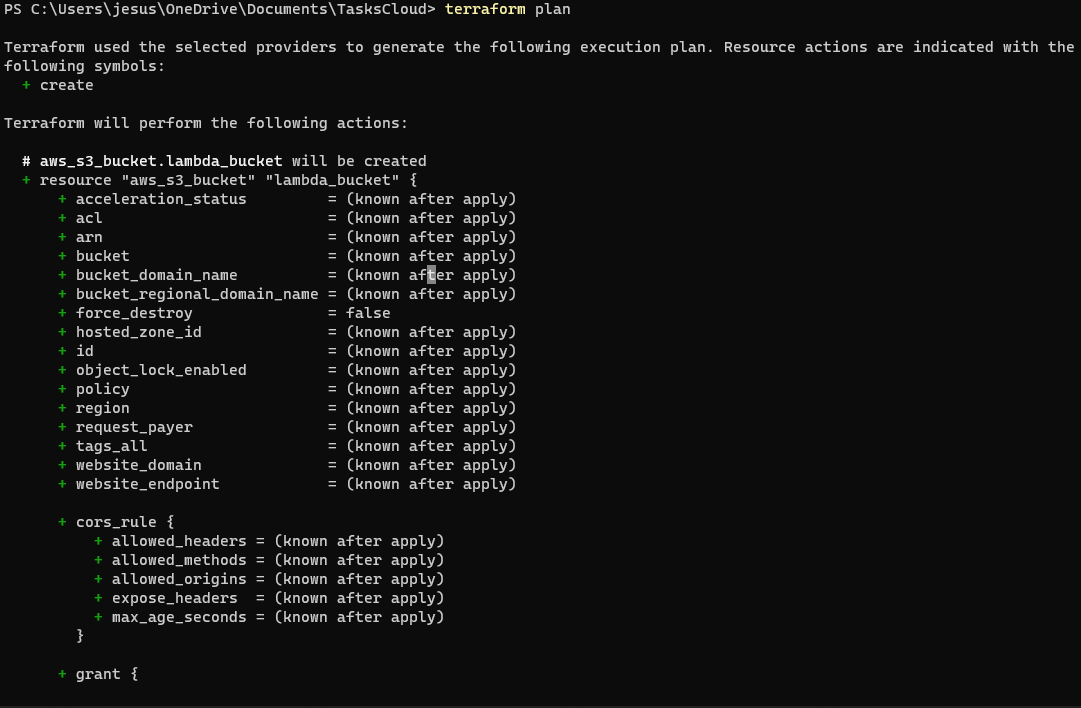 PS C:\Users\jesus\OneDrive\Documents\TasksCloud> terraform plan

Terraform used the selected providers to generate the following execution plan. Resource actions are indicated with the
following symbols:
  + create

Terraform will perform the following actions:

  # aws_s3_bucket.lambda_bucket will be created
  + resource "aws_s3_bucket" "lambda_bucket" {
      + acceleration_status         = (known after apply)
      + acl                         = (known after apply)
      + arn                         = (known after apply)
      + bucket                      = (known after apply)
      + bucket_domain_name          = (known after apply)
      + bucket_regional_domain_name = (known after apply)
      + force_destroy               = false
      + hosted_zone_id              = (known after apply)
      + id                          = (known after apply)
      + object_lock_enabled         = (known after apply)
      + policy                      = (known after apply)
      + region                      = (known after apply)
      + request_payer               = (known after apply)
      + tags_all                    = (known after apply)
      + website_domain              = (known after apply)
      + website_endpoint            = (known after apply)

      + cors_rule {
          + allowed_headers = (known after apply)
          + allowed_methods = (known after apply)
          + allowed_origins = (known after apply)
          + expose_headers  = (known after apply)
          + max_age_seconds = (known after apply)
        }

      + grant {